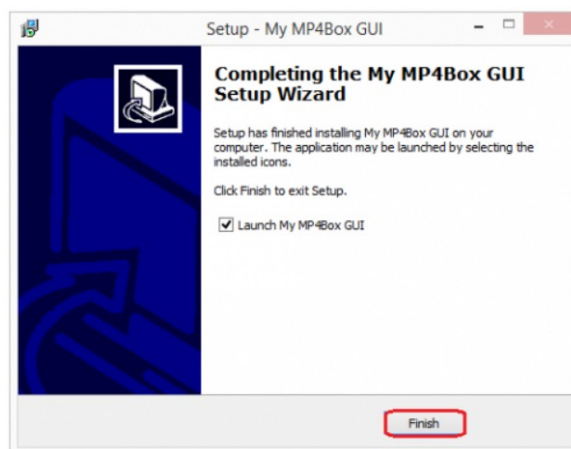 Setup - My MP4Box GUI
Completing the My MP4Box GUI
Setup Wizard
Setup has finished installing My MP4Box GUI on your
computer. The application may be launched by selecting the
installed icons.
Click Finish to exit Setup.
Launch My MP4Box GUI
Finish